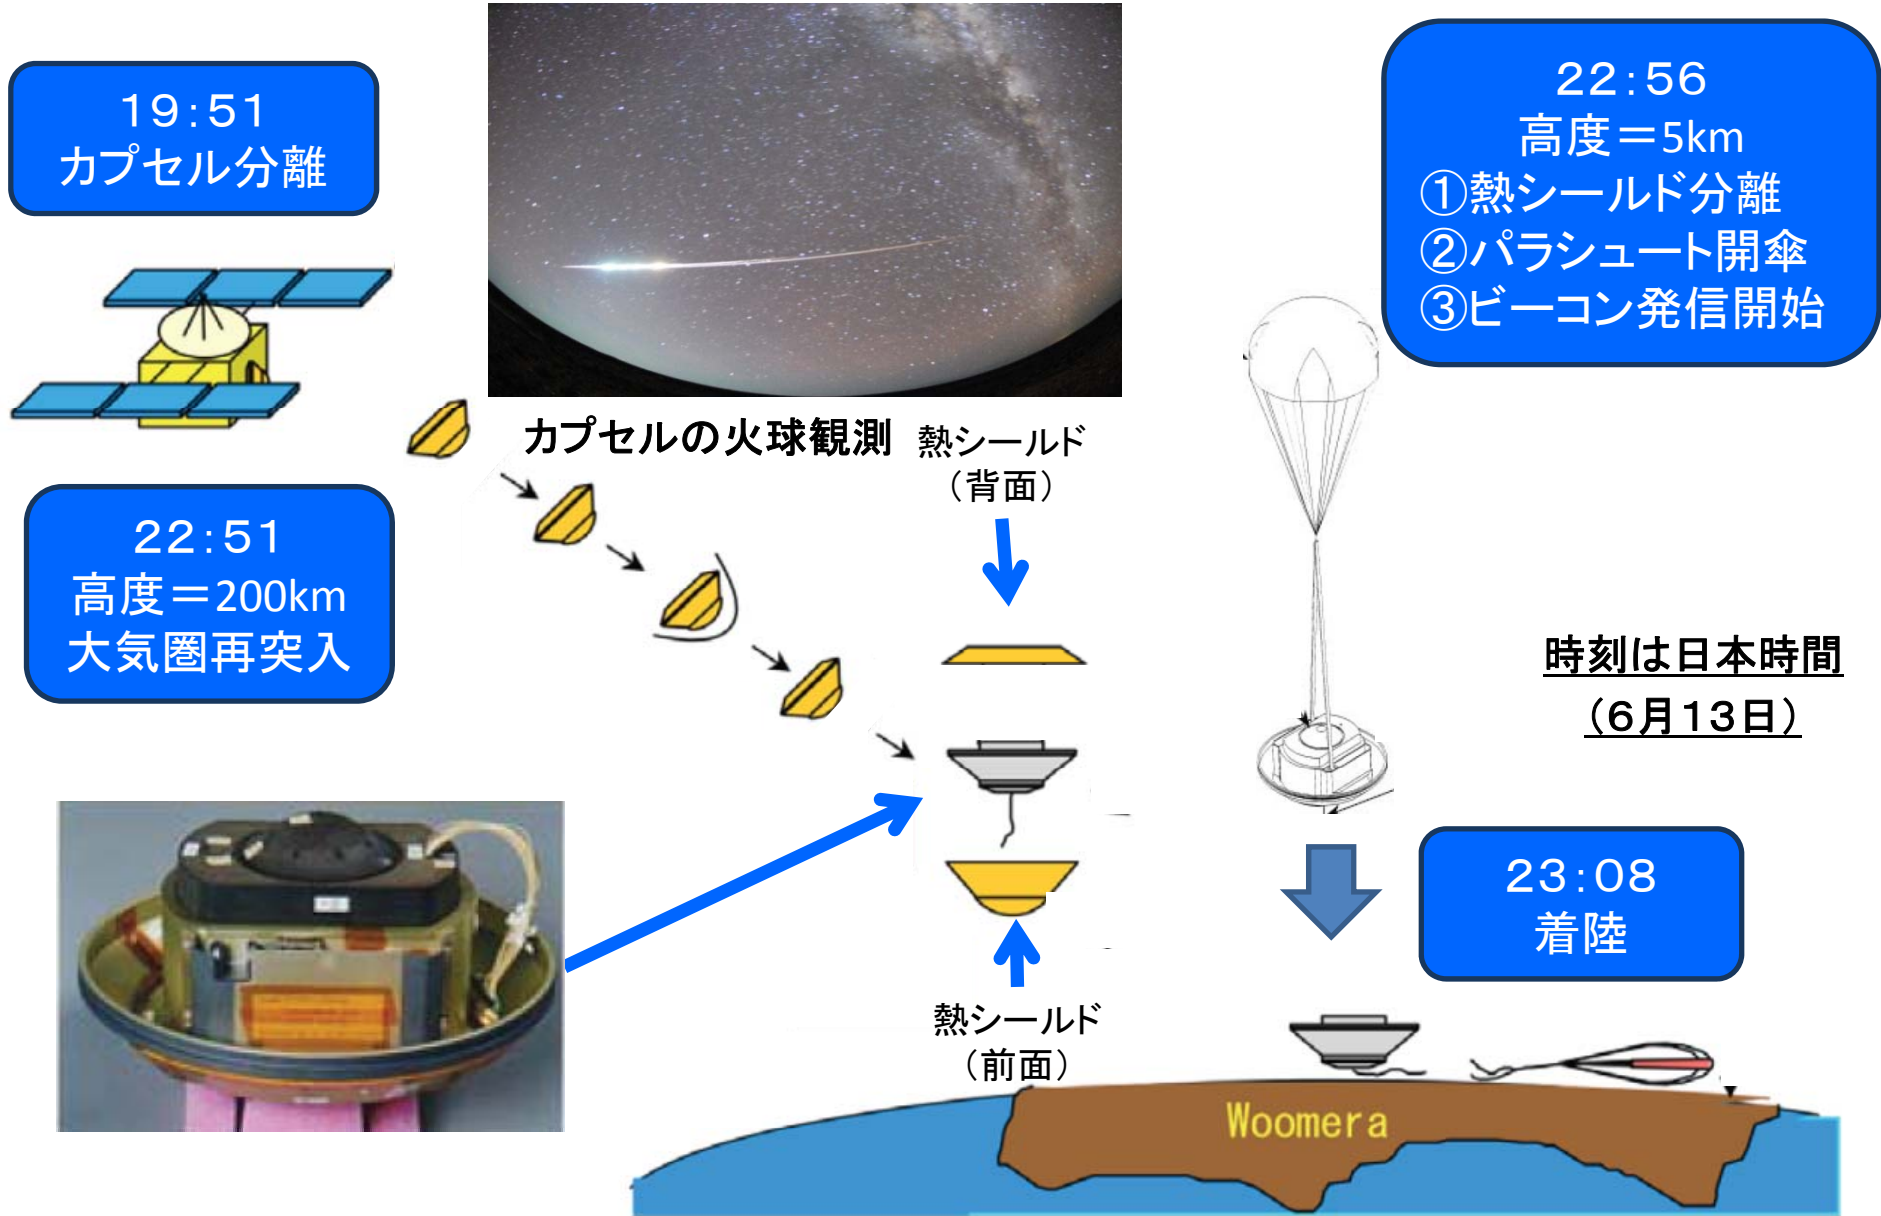 19:51
カプセル分離
22:56
高度＝5km
①熱シールド分離
②パラシュート開傘
③ビーコン発信開始
カプセルの火球観測
熱シールド
（背面）
22:51
高度＝200km
大気圏再突入
時刻は日本時間
（6月13日）
23:08
着陸
熱シールド
（前面）
Woomera